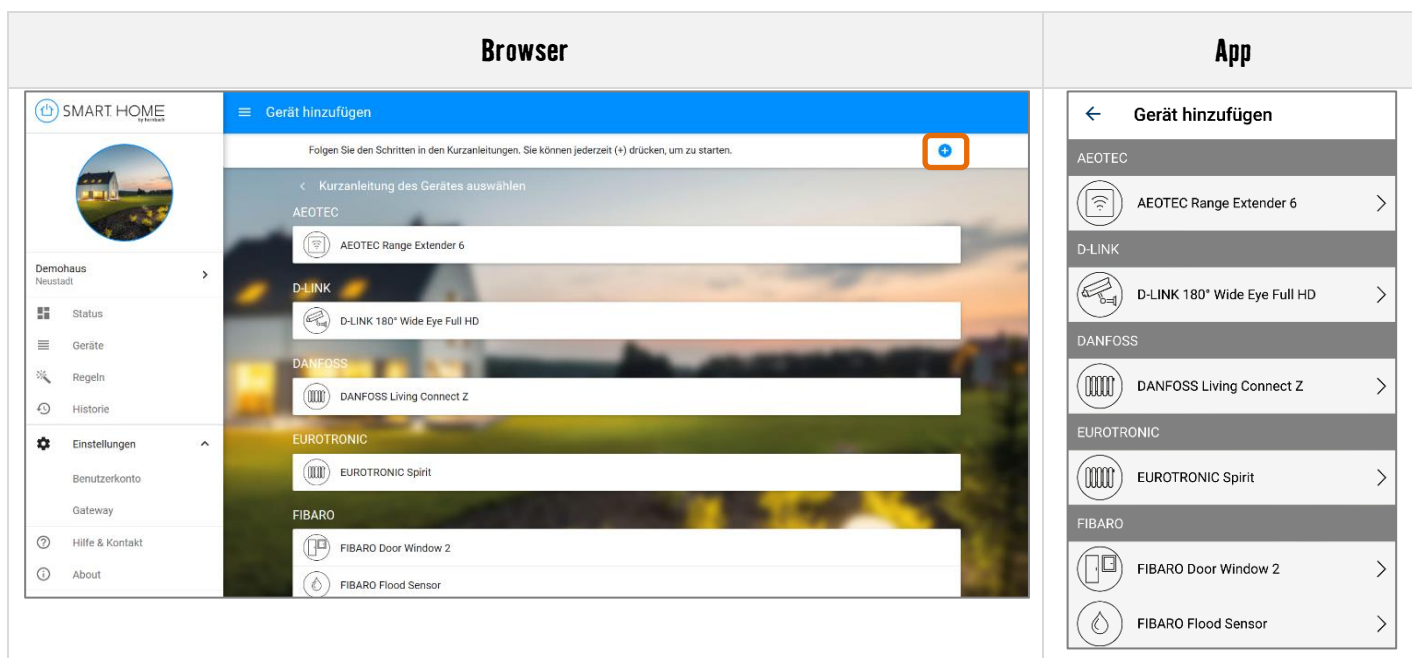 Browser
App
SMART HOME
by hornbach
Gerät hinzufügen
Folgen Sie den Schritten in den Kurzanleitungen. Sie können jederzeit (+) drücken, um zu starten.
Demohaus
Neustadt
Status
Geräte
Regeln
Historie
Einstellungen
Benutzerkonto
Gateway
Hilfe & Kontakt
About
Kurzanleitung des Gerätes auswählen
AEOTEC
AEOTEC Range Extender 6
D-LINK
D-LINK 180° Wide Eye Full HD
DANFOSS
DANFOSS Living Connect Z
EUROTRONIC
EUROTRONIC Spirit
FIBARO
FIBARO Door Window 2
FIBARO Flood Sensor
Gerät hinzufügen
AEOTEC
AEOTEC Range Extender 6
D-LINK
D-LINK 180° Wide Eye Full HD
DANFOSS
DANFOSS Living Connect Z
EUROTRONIC
EUROTRONIC Spirit
FIBARO
FIBARO Door Window 2
FIBARO Flood Sensor